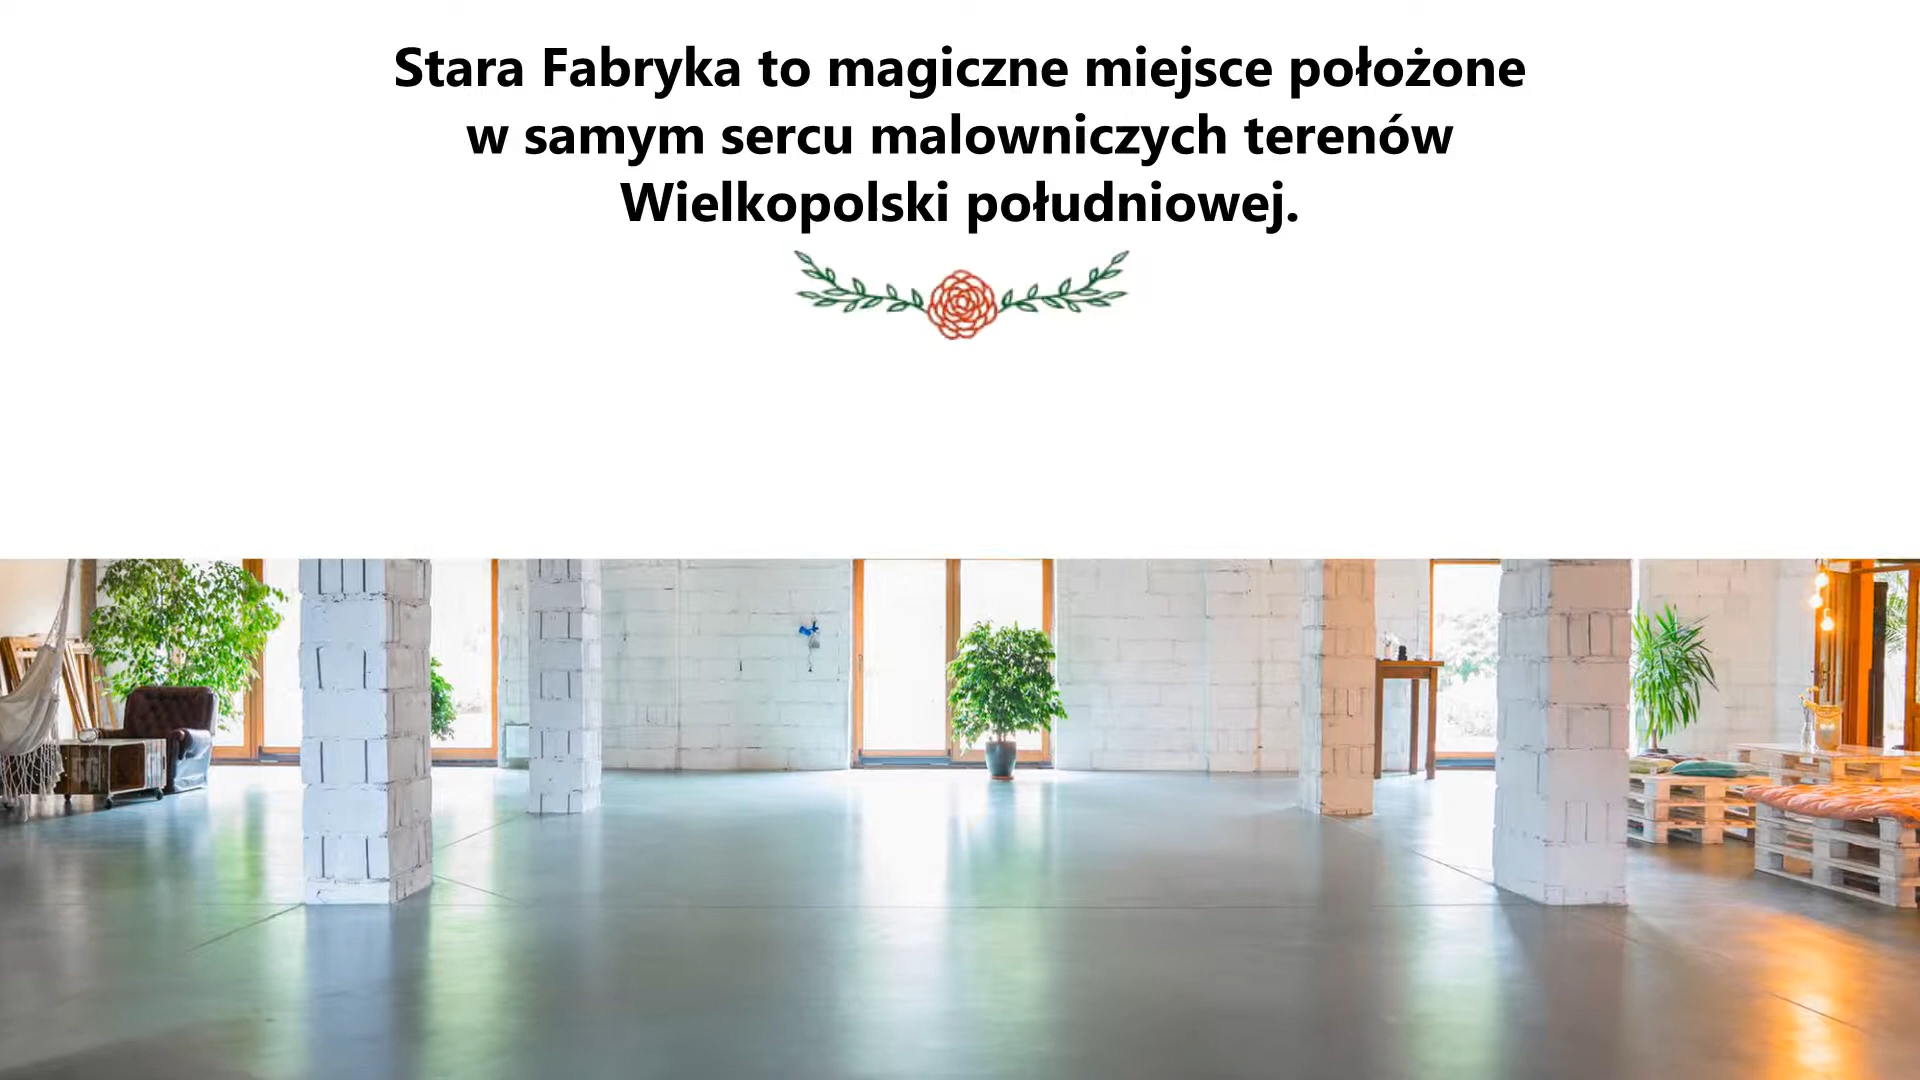 Stara Fabryka to magiczne miejsce położone
w samym sercu malowniczych terenów
Wielkopolski południowej.